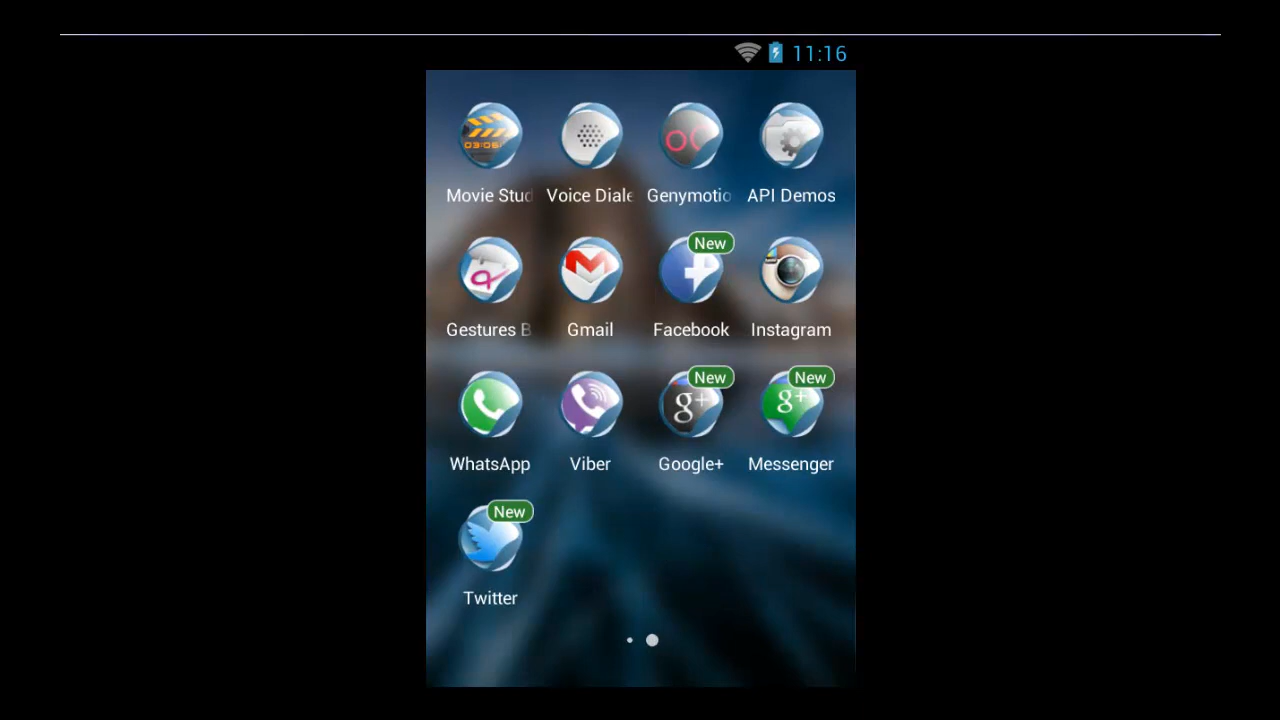 11:16
Movie Stud
Voice Diale
Genymotio
API Demos
New
Gestures B
Gmail
Facebook
Instagram
New
New
WhatsApp
Viber
Google+
Messenger
New
Twitter